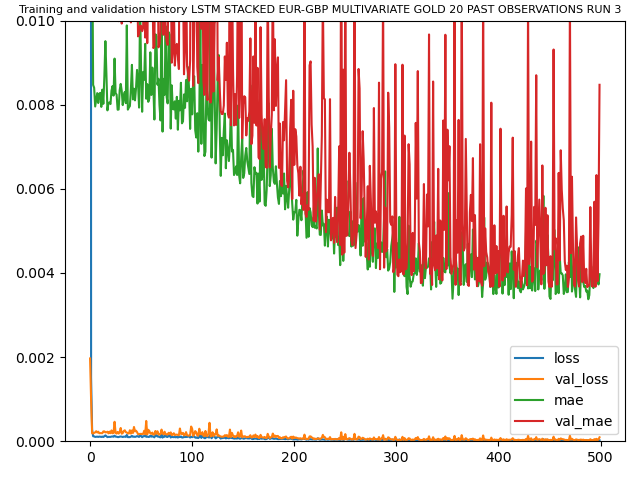 Training and validation history LSTM STACKED EUR-GBP MULTIVARIATE GOLD 20 PAST OBSERVATIONS RUN 3
0.010
0.008
0.006
0.004
0.002
0.000
loss
val_loss
mae
val_mae
0 100 200 300 400 500